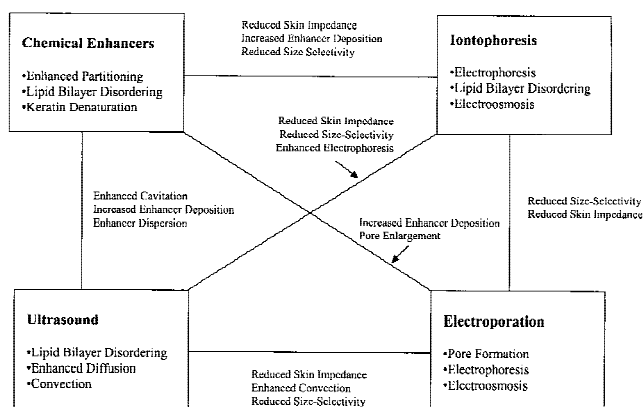 Reduced Skin Impedance
Increased Enhancer Deposition
Reduced Size Selectivity
Chemical Enhancers
•Enhanced Partitioning
•Lipid Bilayer Disordering
•Keratin Denaturation
Iontophoresis
•Electrophoresis
•Lipid Bilayer Disordering
•Electroosmosis
Reduced Skin Impedance
Reduced Size-Selectivity
Enhanced Electrophoresis
Enhanced Cavitation
Increased Enhancer Deposition
Enhancer Dispersion
Increased Enhancer Deposition
Pore Enlargement
Reduced Size-Selectivity
Reduced Skin Impedance
Ultrasound
•Lipid Bilayer Disordering
•Enhanced Diffusion
•Convection
Electroporation
•Pore Formation
•Electrophoresis
•Electroosmosis
Reduced Skin Impedance
Enhanced Convection
Reduced Size-Selectivity